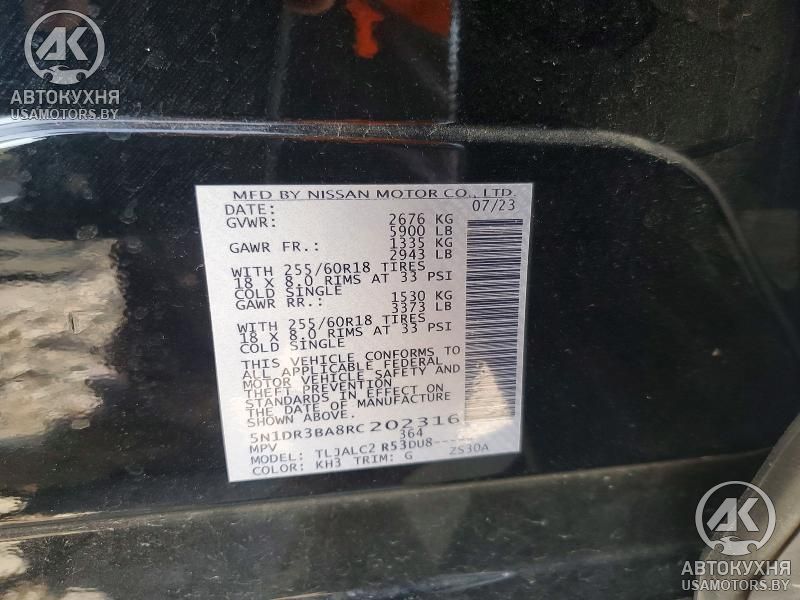 AK
АВТОКУХНЯ
USAMOTORS.BY
MFD BY NISSAN MOTOR CO., LTD.
DATE: 07/23
GVWR: 2676 KG
5900 LB
GAWR FR.: 1335 KG
2943 LB
WITH 255/60R18 TIRES
18 X 8.0 RIMS AT 33 PSI
COLD SINGLE
GAWR RR.: 1530 KG
3373 LB
WITH 255/60R18 TIRES
18 X 8.0 RIMS AT 33 PSI
COLD SINGLE
THIS VEHICLE CONFORMS TO
ALL APPLICABLE FEDERAL
MOTOR VEHICLE SAFETY AND
THEFT PREVENTION
STANDARDS IN EFFECT ON
THE DATE OF MANUFACTURE
SHOWN ABOVE.
5N1DR3BA8RC202316
MPV 364
MODEL: TLJALC2 R53DU8----
COLOR: KH3 TRIM: G ZS30A
AK
АВТОКУХНЯ
USAMOTORS.BY